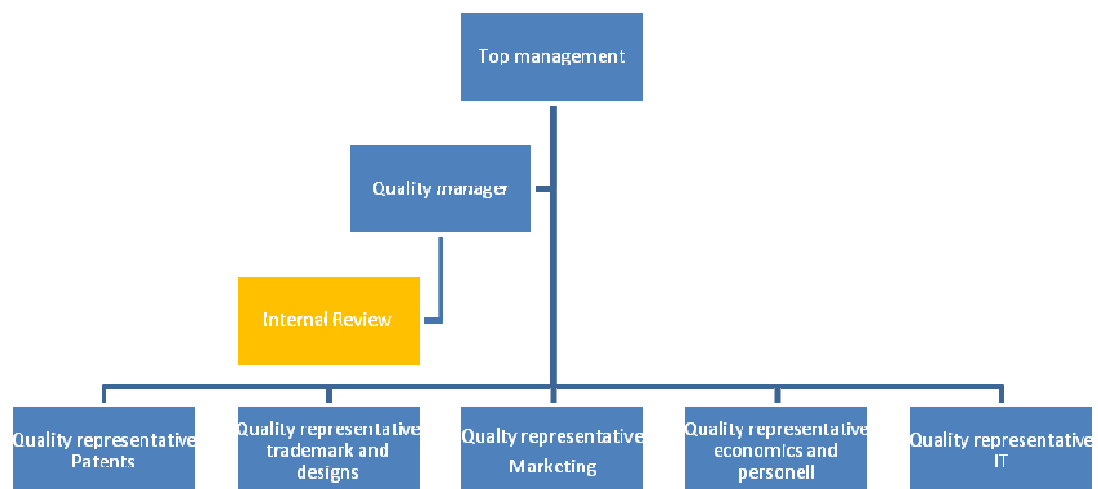 Top management
Quality manager
Internal Review
Quality representative
Patents
Quality representative
trademark and
designs
Qualty representative
Marketing
Quality representative
economics and
personell
Quality representative
IT